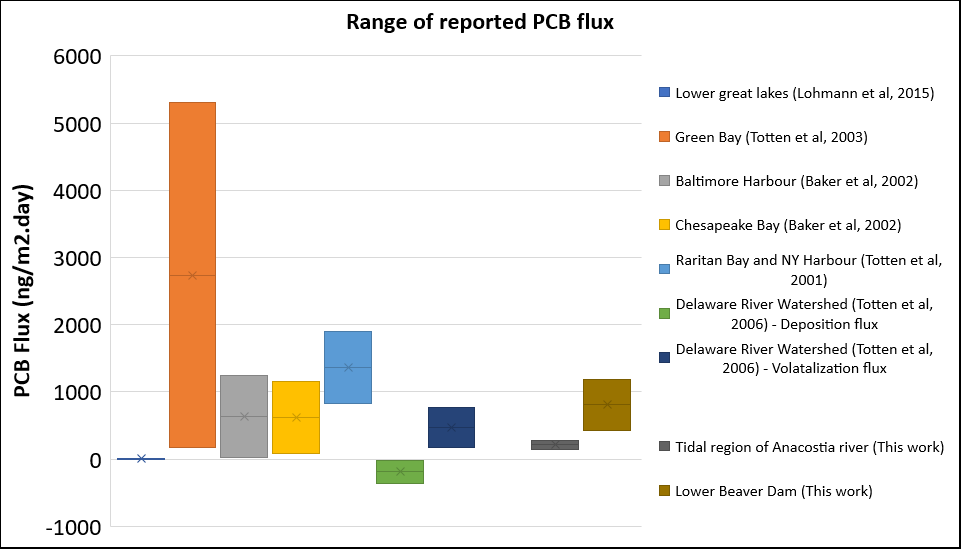 Range of reported PCB flux
PCB Flux (ng/m2.day)
6000
5000
4000
3000
2000
1000
0
-1000
Lower great lakes (Lohmann et al, 2015)
Green Bay (Totten et al, 2003)
Baltimore Harbour (Baker et al, 2002)
Chesapeake Bay (Baker et al, 2002)
Raritan Bay and NY Harbour (Totten et al,
2001)
Delaware River Watershed (Totten et al,
2006) - Deposition flux
Delaware River Watershed (Totten et al,
2006) - Volatalization flux
Tidal region of Anacostia river (This work)
Lower Beaver Dam (This work)